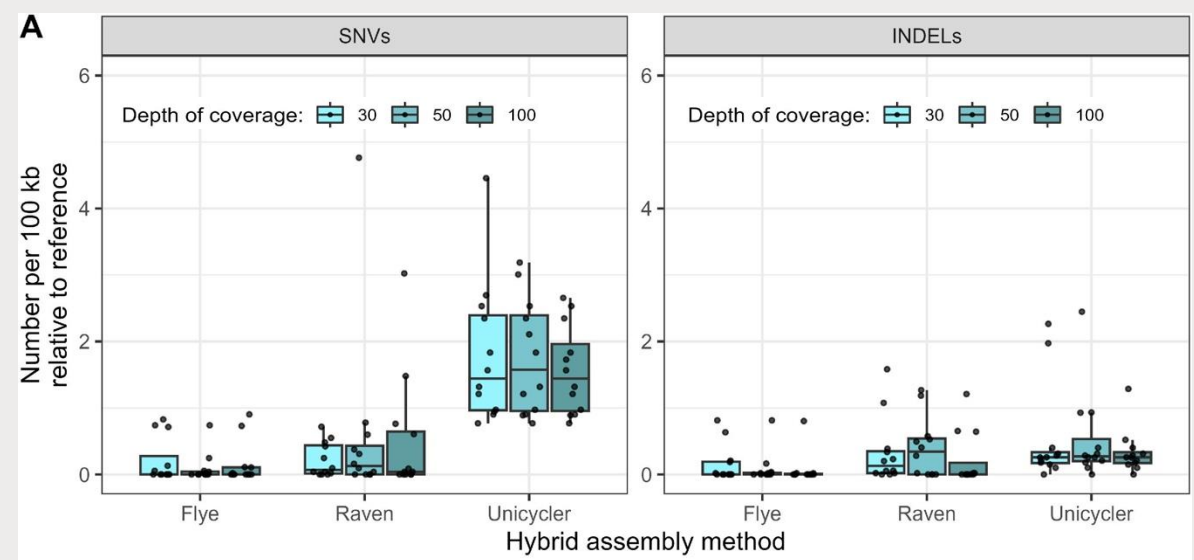 A
SNVs
INDELs
6
4
2
0
Depth of coverage: 30 50 100
6
4
2
0
Depth of coverage: 30 50 100
Number per 100 kb
relative to reference
Flye Raven Unicycler
Flye Raven Unicycler
Hybrid assembly method